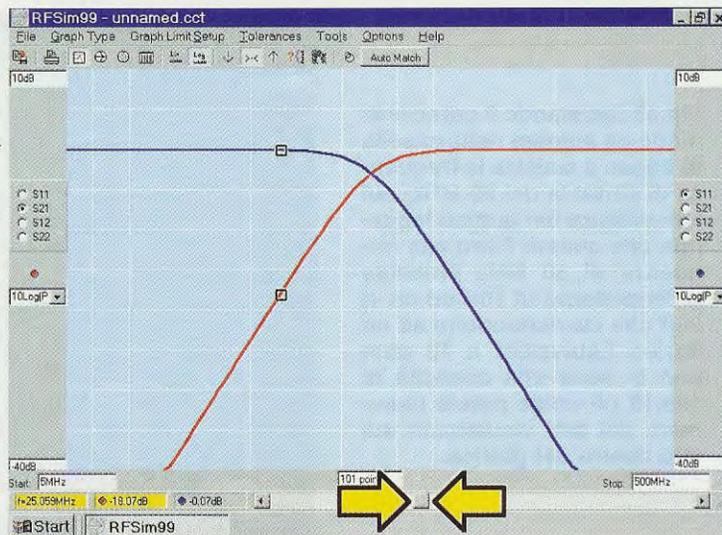 RFSim99 - unnamed.cct
File Graph Type Graph Limit Setup Tolerances Tools Options Help
Lin Log Auto Match
10dB 10dB
S11 S11
S21 S21
S12 S12
S22 S22
10Log|P 10Log|P
-40dB -40dB
Start: 5MHz 101 poin Stop: 500MHz
f=25.059MHz -18.07dB -0.07dB
Start RFSim99